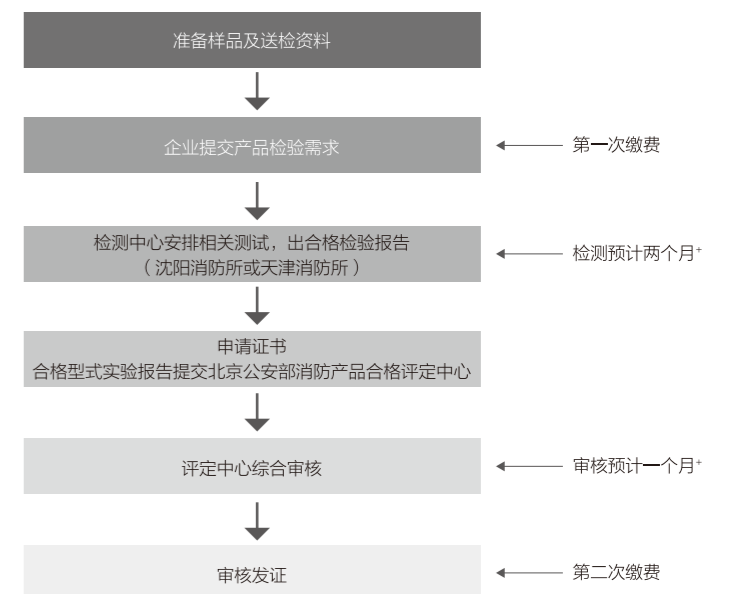 准备样品及送检资料
企业提交产品检验需求
第一次缴费
检测中心安排相关测试，出合格检验报告
（沈阳消防所或天津消防所）
检测预计两个月+
申请证书
合格型式实验报告提交北京公安部消防产品合格评定中心
评定中心综合审核
审核预计一个月+
审核发证
第二次缴费